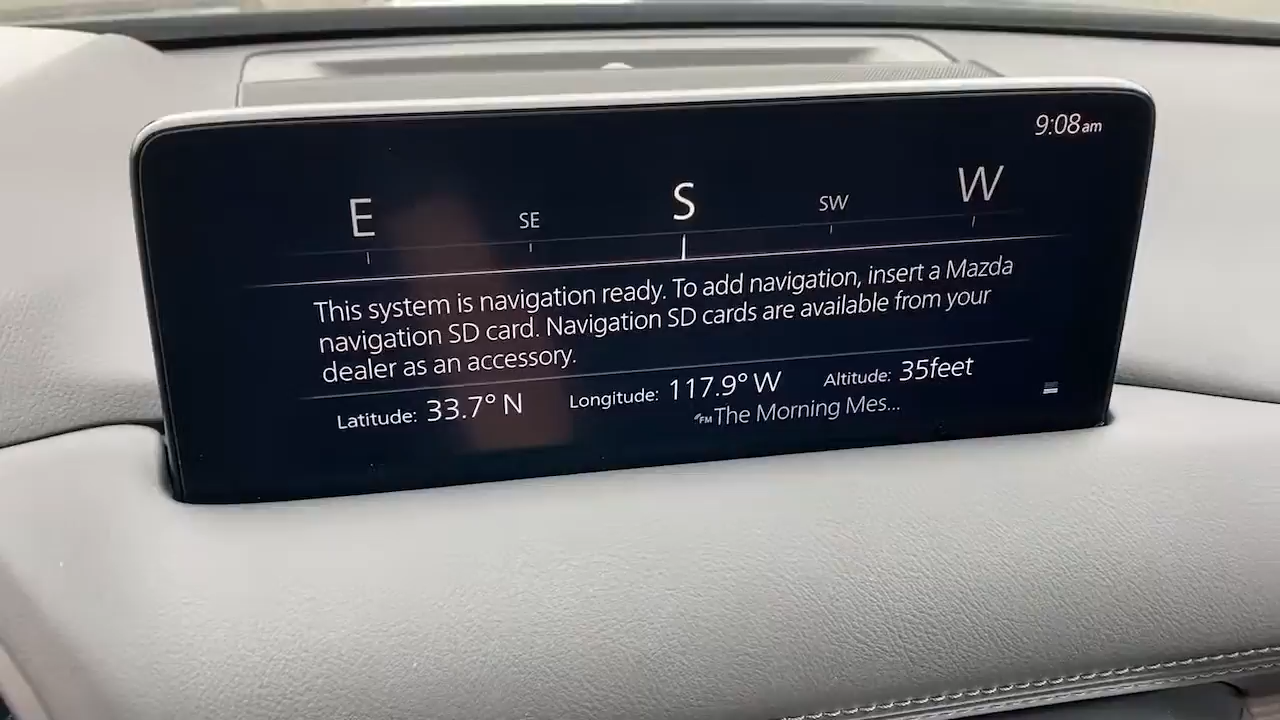 9:08am
E SE S SW W
This system is navigation ready. To add navigation, insert a Mazda
navigation SD card. Navigation SD cards are available from your
dealer as an accessory.
Latitude: 33.7° N Longitude: 117.9° W Altitude: 35feet
FM The Morning Mes...